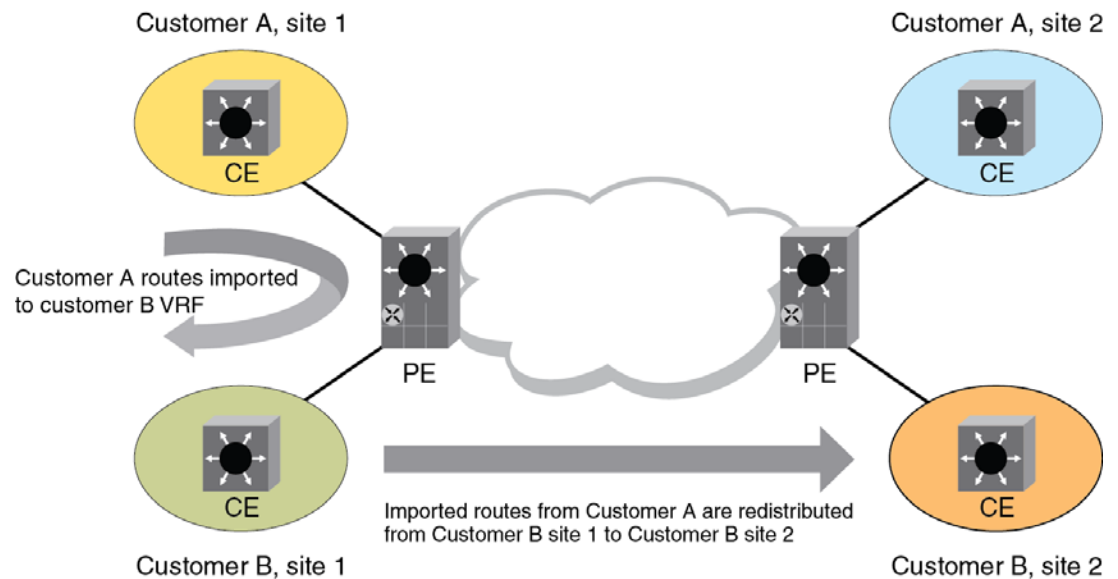 Customer A, site 1
Customer A, site 2
CE
CE
Customer A routes imported
to customer B VRF
PE
PE
CE
CE
Imported routes from Customer A are redistributed
from Customer B site 1 to Customer B site 2
Customer B, site 1
Customer B, site 2